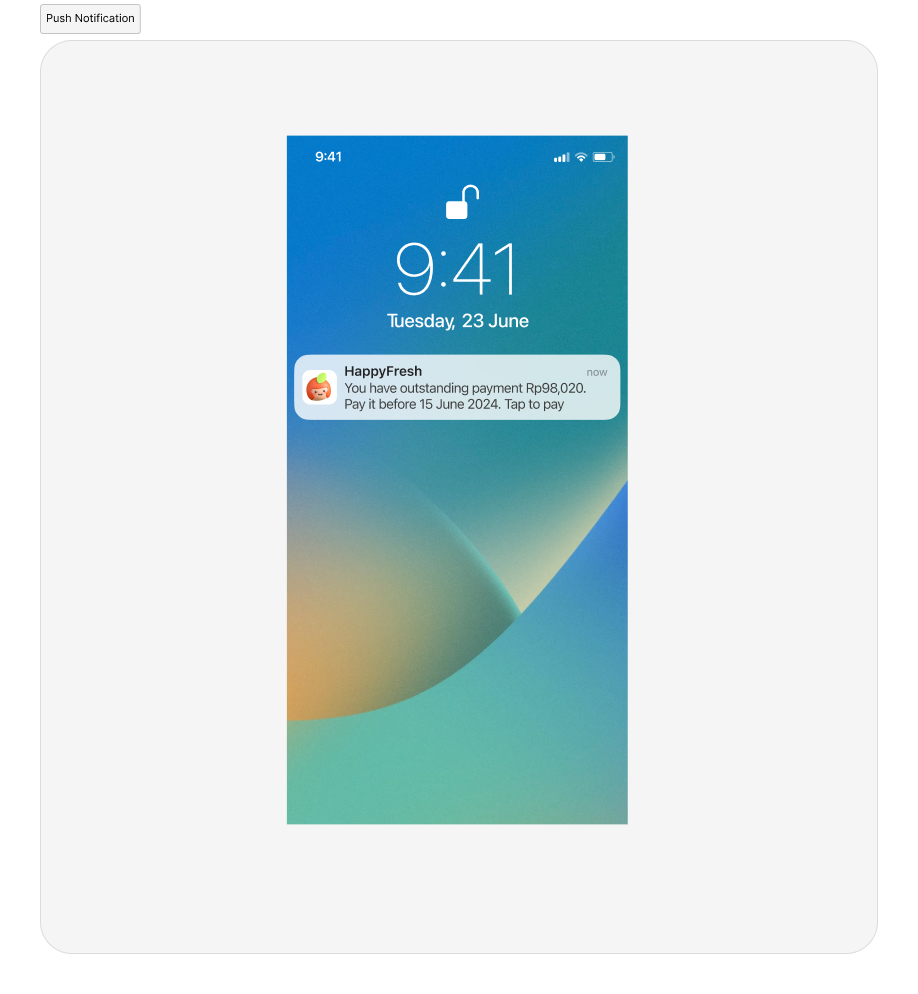 Push Notification
9:41
9:41
Tuesday, 23 June
HappyFresh
now
You have outstanding payment Rp98,020.
Pay it before 15 June 2024. Tap to pay